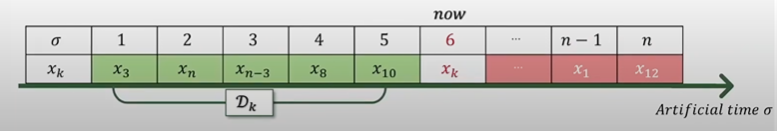 now
σ 1 2 3 4 5 6 ... n − 1 n
x_k x_3 x_n x_{n−3} x_8 x_{10} x_k ... x_1 x_{12}
𝒟_k
Artificial time σ